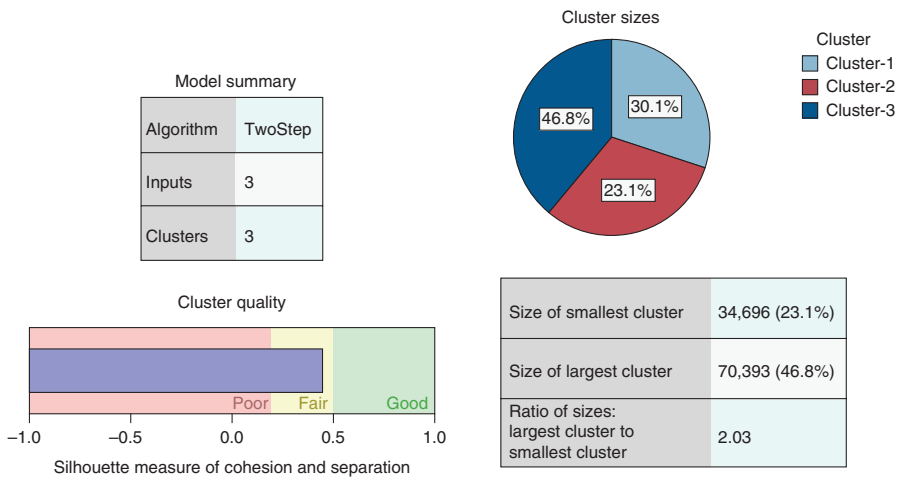 Model summary
Algorithm TwoStep
Inputs 3
Clusters 3
Cluster sizes
46.8%
30.1%
23.1%
Cluster
Cluster-1
Cluster-2
Cluster-3
Cluster quality
Poor Fair Good
−1.0 −0.5 0.0 0.5 1.0
Silhouette measure of cohesion and separation
Size of smallest cluster 34,696 (23.1%)
Size of largest cluster 70,393 (46.8%)
Ratio of sizes:
largest cluster to 2.03
smallest cluster